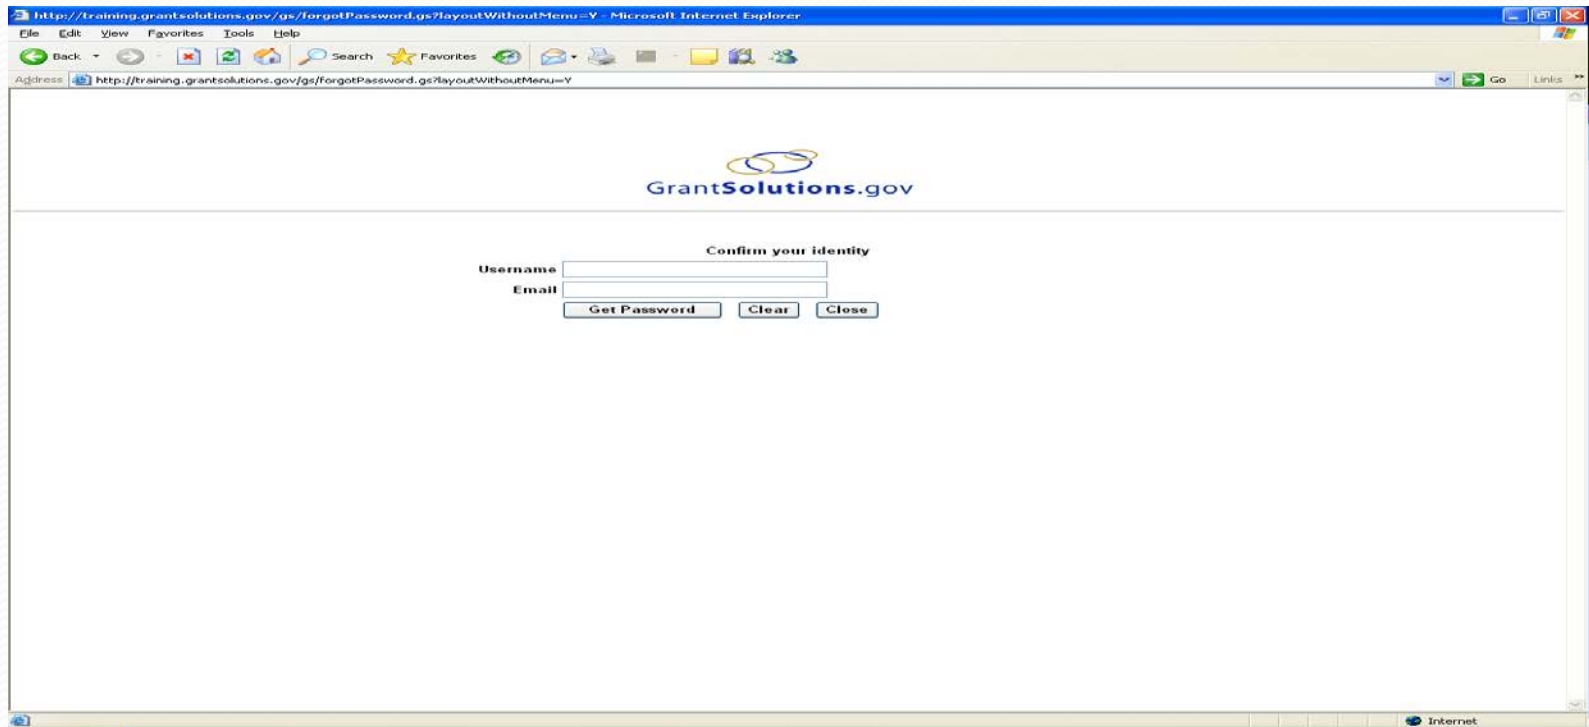 http://training.grantsolutions.gov/gs/forgotPassword.gs?layoutWithoutMenu=Y - Microsoft Internet Explorer
File Edit View Favorites Tools Help
Back Search Favorites
Address http://training.grantsolutions.gov/gs/forgotPassword.gs?layoutWithoutMenu=Y Go Links »
GrantSolutions.gov
Confirm your identity
Username
Email
Get Password Clear Close
Internet